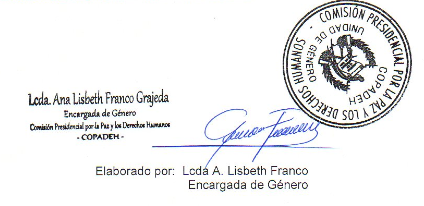 COMISIÓN PRESIDENCIAL POR LA PAZ Y LOS DERECHOS HUMANOS -
UNIDAD DE GÉNERO
COPADEH
Lcda. Ana Lisbeth Franco Grajeda
Encargada de Género
Comisión Presidencial por la Paz y los Derechos Humanos
- COPADEH -
Elaborado por: Lcda A. Lisbeth Franco
Encargada de Género